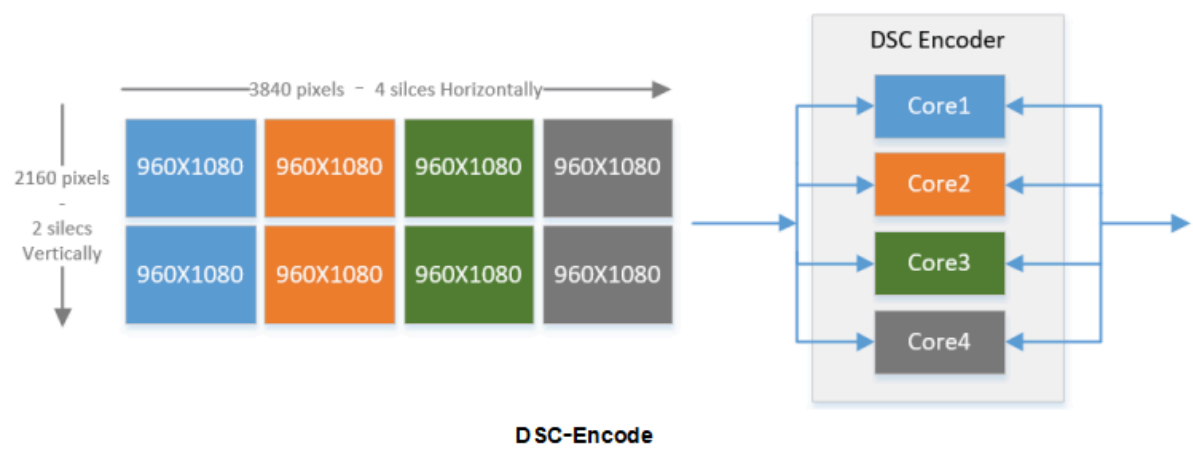 DSC Encoder
3840 pixels - 4 silces Horizontally
2160 pixels
-
2 silecs
Vertically
960X1080 960X1080 960X1080 960X1080
960X1080 960X1080 960X1080 960X1080
Core1
Core2
Core3
Core4
DSC-Encode